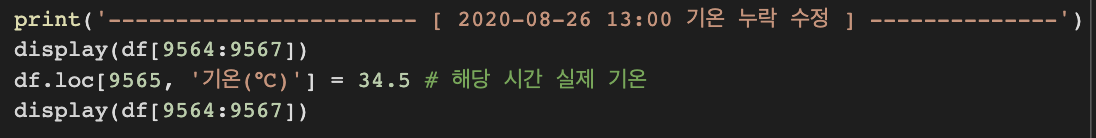 print('----------------------- [ 2020-08-26 13:00 기온 누락 수정 ] --------------')
display(df[9564:9567])
df.loc[9565, '기온(°C)'] = 34.5 # 해당 시간 실제 기온
display(df[9564:9567])